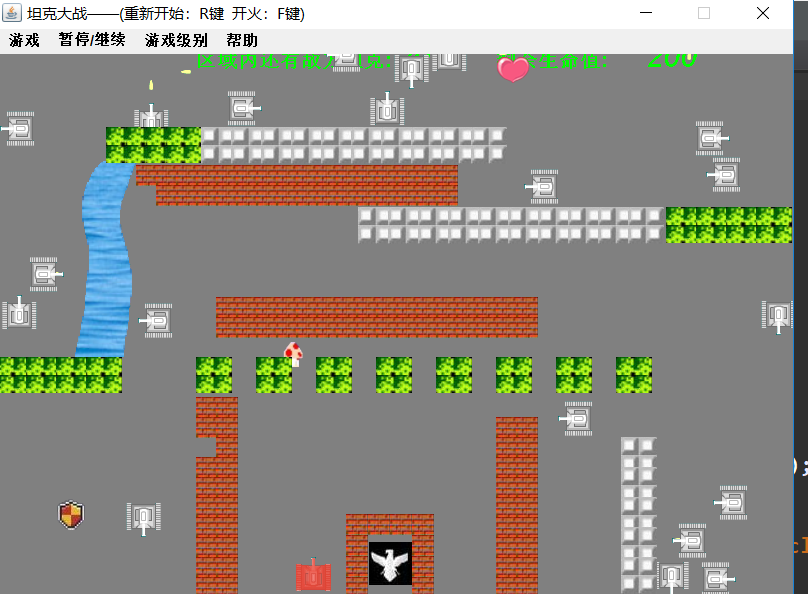 坦克大战——(重新开始：R键 开火：F键)
游戏 暂停/继续 游戏级别 帮助
区域内还有敌方坦克: 生命值: 200
);
cl